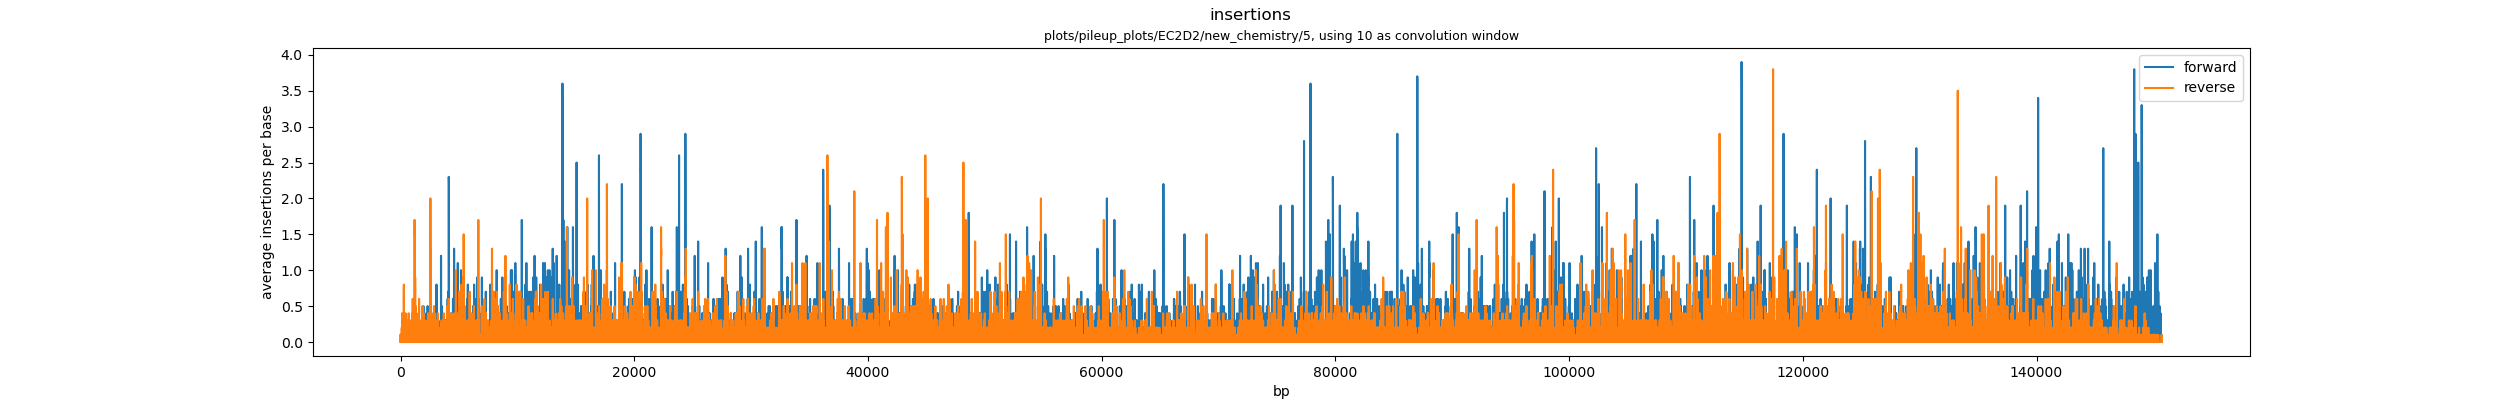 insertions
plots/pileup_plots/EC2D2/new_chemistry/5, using 10 as convolution window
average insertions per base
4.0
3.5
3.0
2.5
2.0
1.5
1.0
0.5
0.0
forward
reverse
0 20000 40000 60000 80000 100000 120000 140000
bp